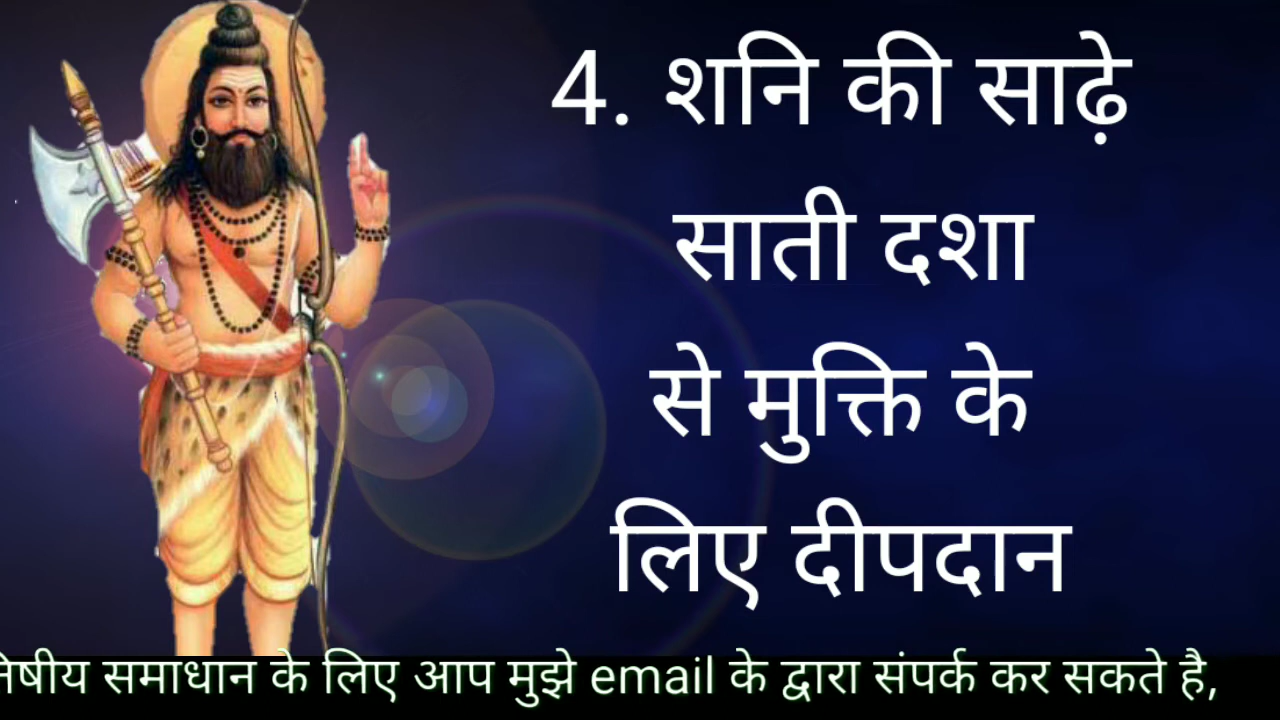 4. शनि की साढ़े
साती दशा
से मुक्ति के
लिए दीपदान
समाधान के लिए आप मुझे email के द्वारा संपर्क कर सकते है,